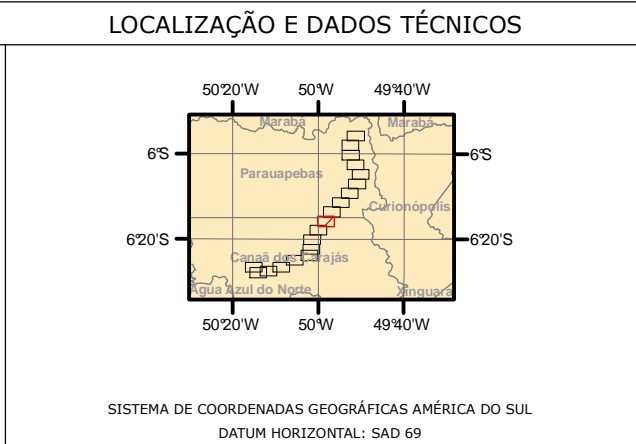 LOCALIZAÇÃO E DADOS TÉCNICOS
50°20'W 50°W 49°40'W
Marabá Marabá
6°S 6°S
Parauapebas
Curionópolis
6°20'S 6°20'S
Canaã dos Carajás
Água Azul do Norte Xinguara
50°20'W 50°W 49°40'W
SISTEMA DE COORDENADAS GEOGRÁFICAS AMÉRICA DO SUL
DATUM HORIZONTAL: SAD 69